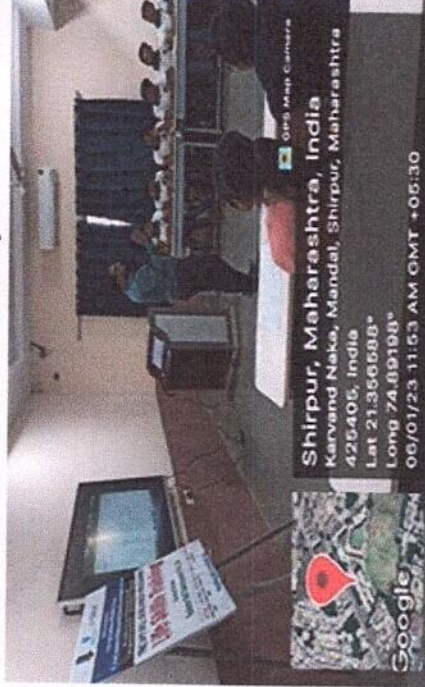 GPS Map Camera
Shirpur, Maharashtra, India
Karvand Naka, Mandal, Shirpur, Maharashtra
425405, India
Lat 21.356588°
Long 74.89198°
06/01/23 11:53 AM GMT +05:30
Google